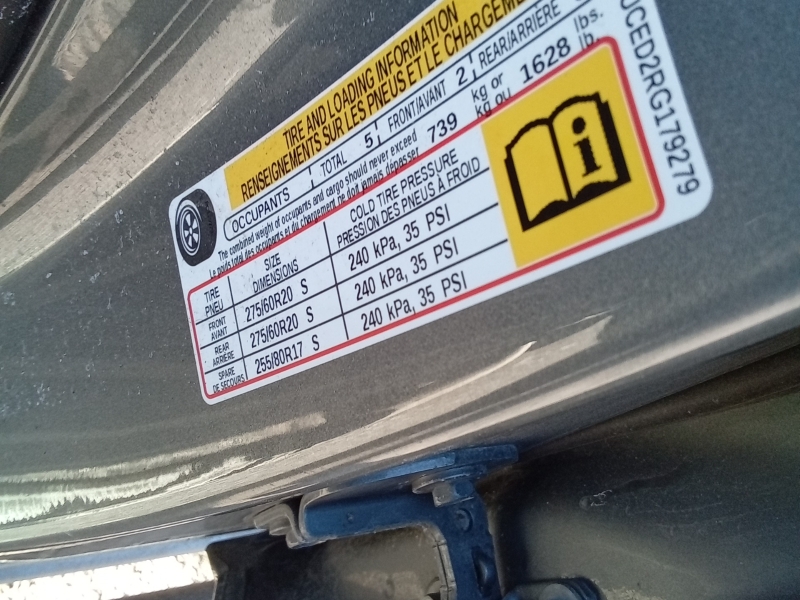 TIRE AND LOADING INFORMATION
RENSEIGNEMENTS SUR LES PNEUS ET LE CHARGEMENT
OCCUPANTS TOTAL 5 FRONT/AVANT 2 REAR/ARRIÈRE
The combined weight of occupants and cargo should never exceed 739 kg or 1628 lbs.
Le poids total des occupants et du chargement ne doit jamais dépasser kg ou lb.
TIRE SIZE COLD TIRE PRESSURE
PNEU DIMENSIONS PRESSION DES PNEUS À FROID
FRONT
AVANT 275/60R20 S 240 kPa, 35 PSI
REAR
ARRIÈRE 275/60R20 S 240 kPa, 35 PSI
SPARE
DE SECOURS 255/80R17 S 240 kPa, 35 PSI
i
UCED2RG179279